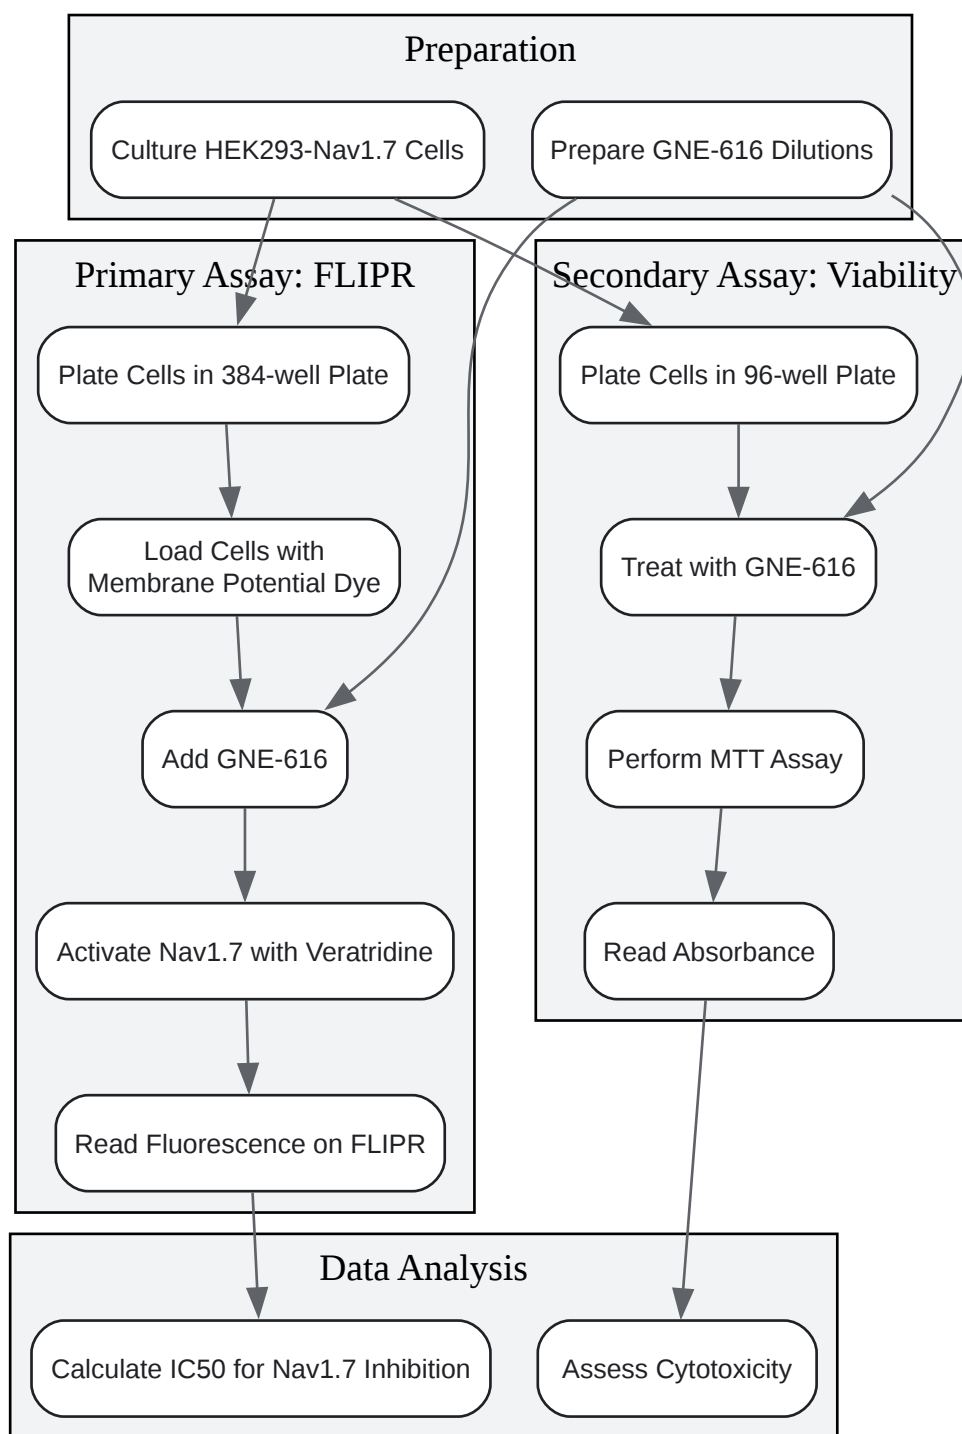 Preparation
Culture HEK293-Nav1.7 Cells
Prepare GNE-616 Dilutions
Primary Assay: FLIPR
Plate Cells in 384-well Plate
Load Cells with
Membrane Potential Dye
Add GNE-616
Activate Nav1.7 with Veratridine
Read Fluorescence on FLIPR
Secondary Assay: Viability
Plate Cells in 96-well Plate
Treat with GNE-616
Perform MTT Assay
Read Absorbance
Data Analysis
Calculate IC50 for Nav1.7 Inhibition
Assess Cytotoxicity